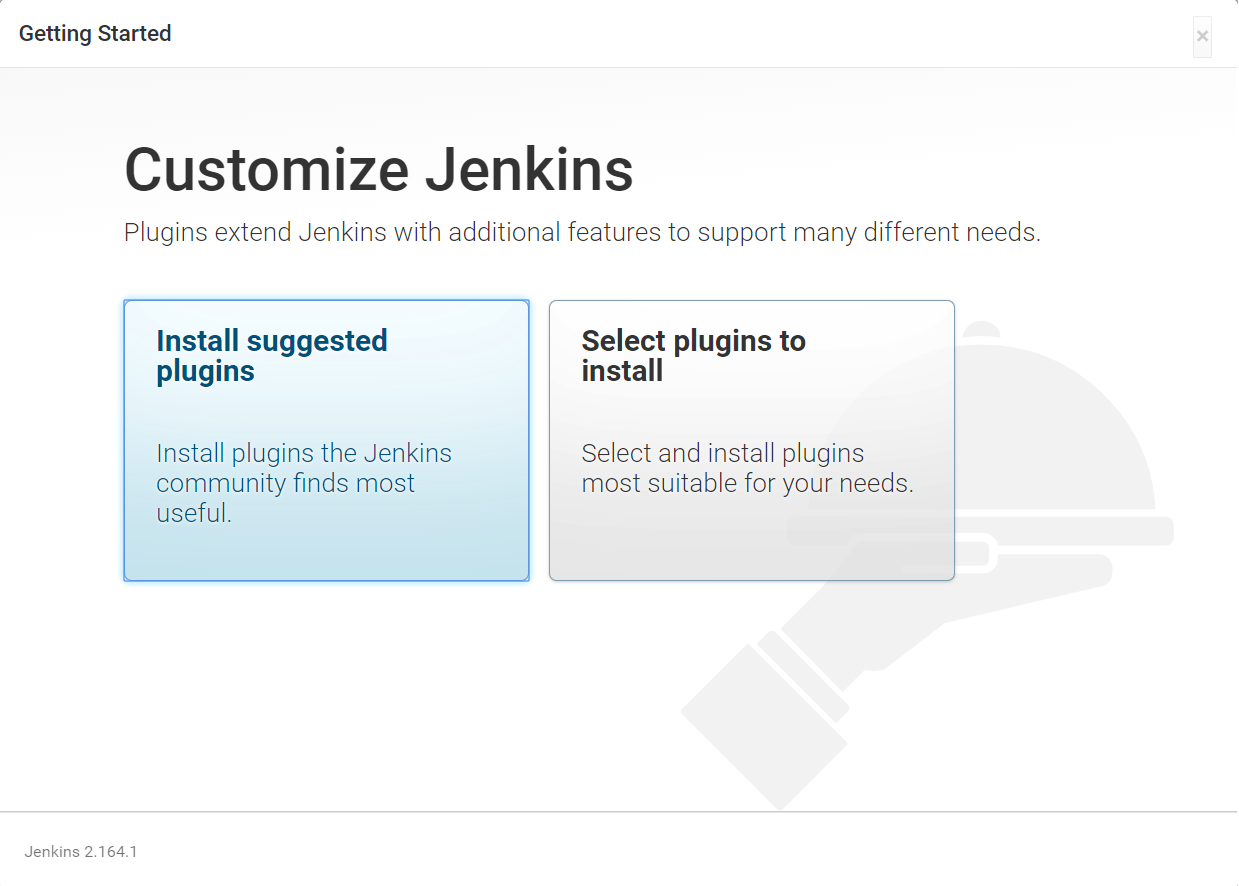 Getting Started
×
Customize Jenkins
Plugins extend Jenkins with additional features to support many different needs.
Install suggested
plugins
Install plugins the Jenkins
community finds most
useful.
Select plugins to
install
Select and install plugins
most suitable for your needs.
Jenkins 2.164.1